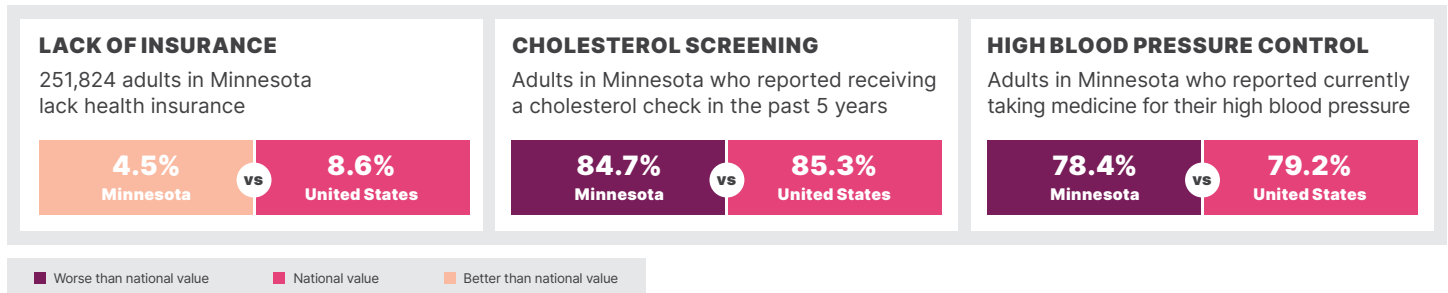 LACK OF INSURANCE
251,824 adults in Minnesota
lack health insurance
4.5%
Minnesota
vs
8.6%
United States
CHOLESTEROL SCREENING
Adults in Minnesota who reported receiving
a cholesterol check in the past 5 years
84.7%
Minnesota
vs
85.3%
United States
HIGH BLOOD PRESSURE CONTROL
Adults in Minnesota who reported currently
taking medicine for their high blood pressure
78.4%
Minnesota
vs
79.2%
United States
Worse than national value
National value
Better than national value